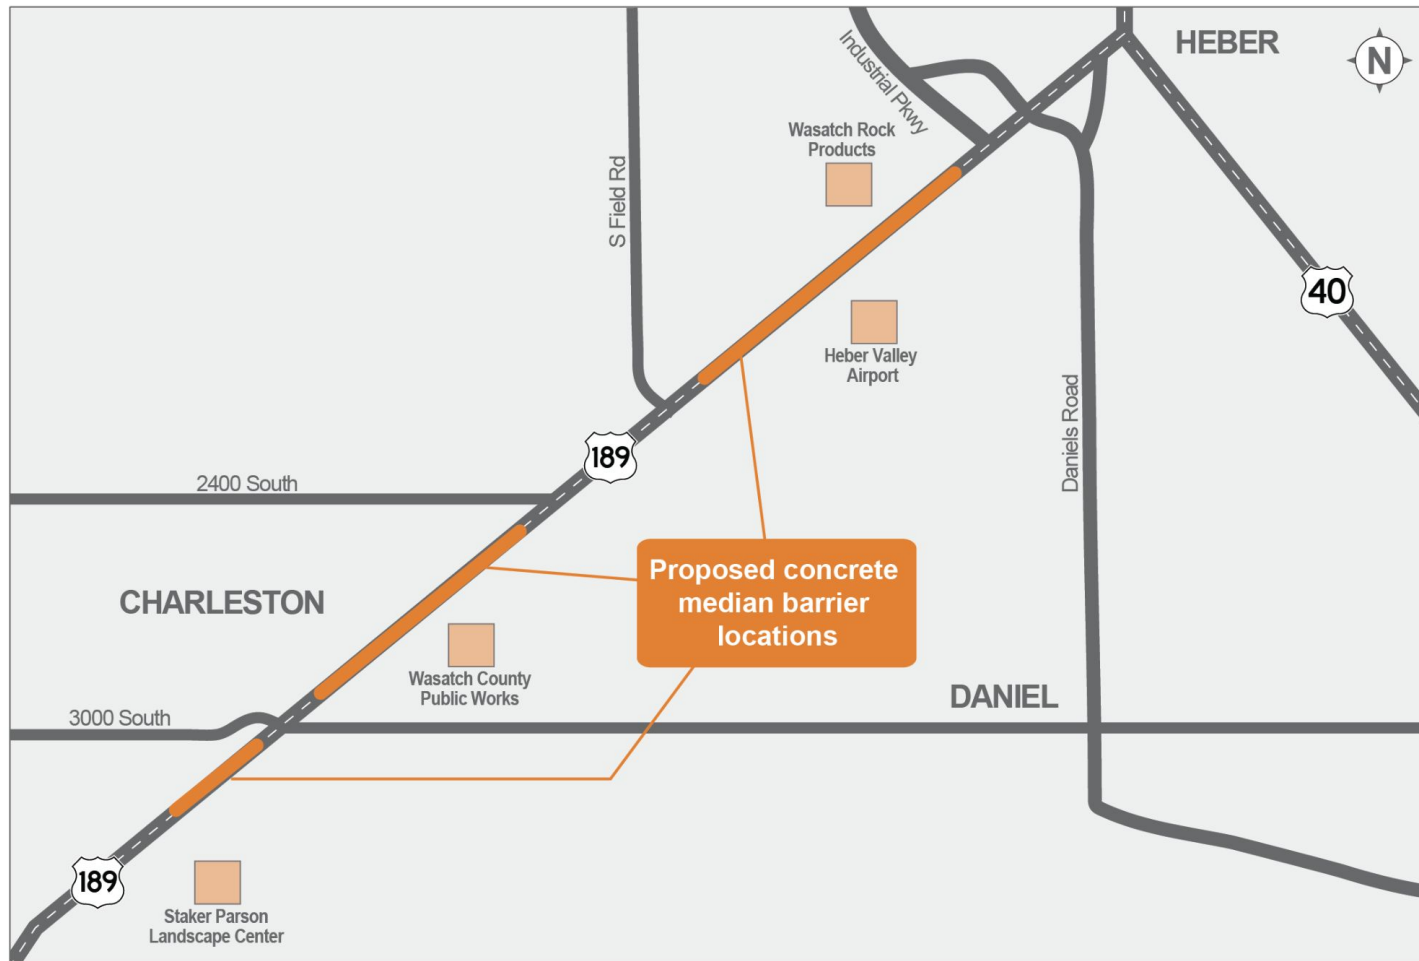 HEBER
N
Industrial Pkwy
Wasatch Rock
Products
S Field Rd
40
Heber Valley
Airport
Daniels Road
189
2400 South
Proposed concrete
median barrier
locations
CHARLESTON
Wasatch County
Public Works
DANIEL
3000 South
189
Staker Parson
Landscape Center